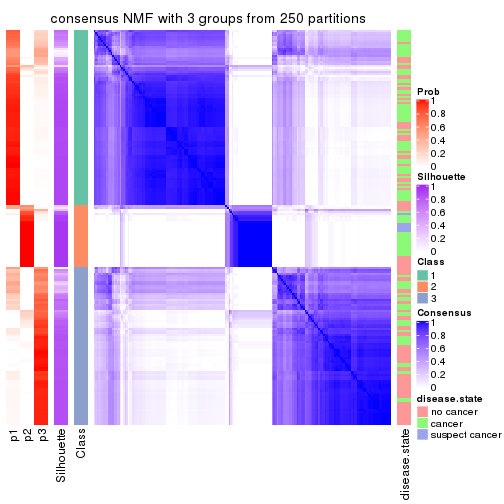 consensus NMF with 3 groups from 250 partitions
Prob
1
0.8
0.6
0.4
0.2
0
Silhouette
1
0.8
0.6
0.4
0.2
0
Class
1
2
3
Consensus
1
0.8
0.6
0.4
0.2
0
disease.state
no cancer
cancer
suspect cancer
p1
p2
p3
Silhouette
Class
disease.state